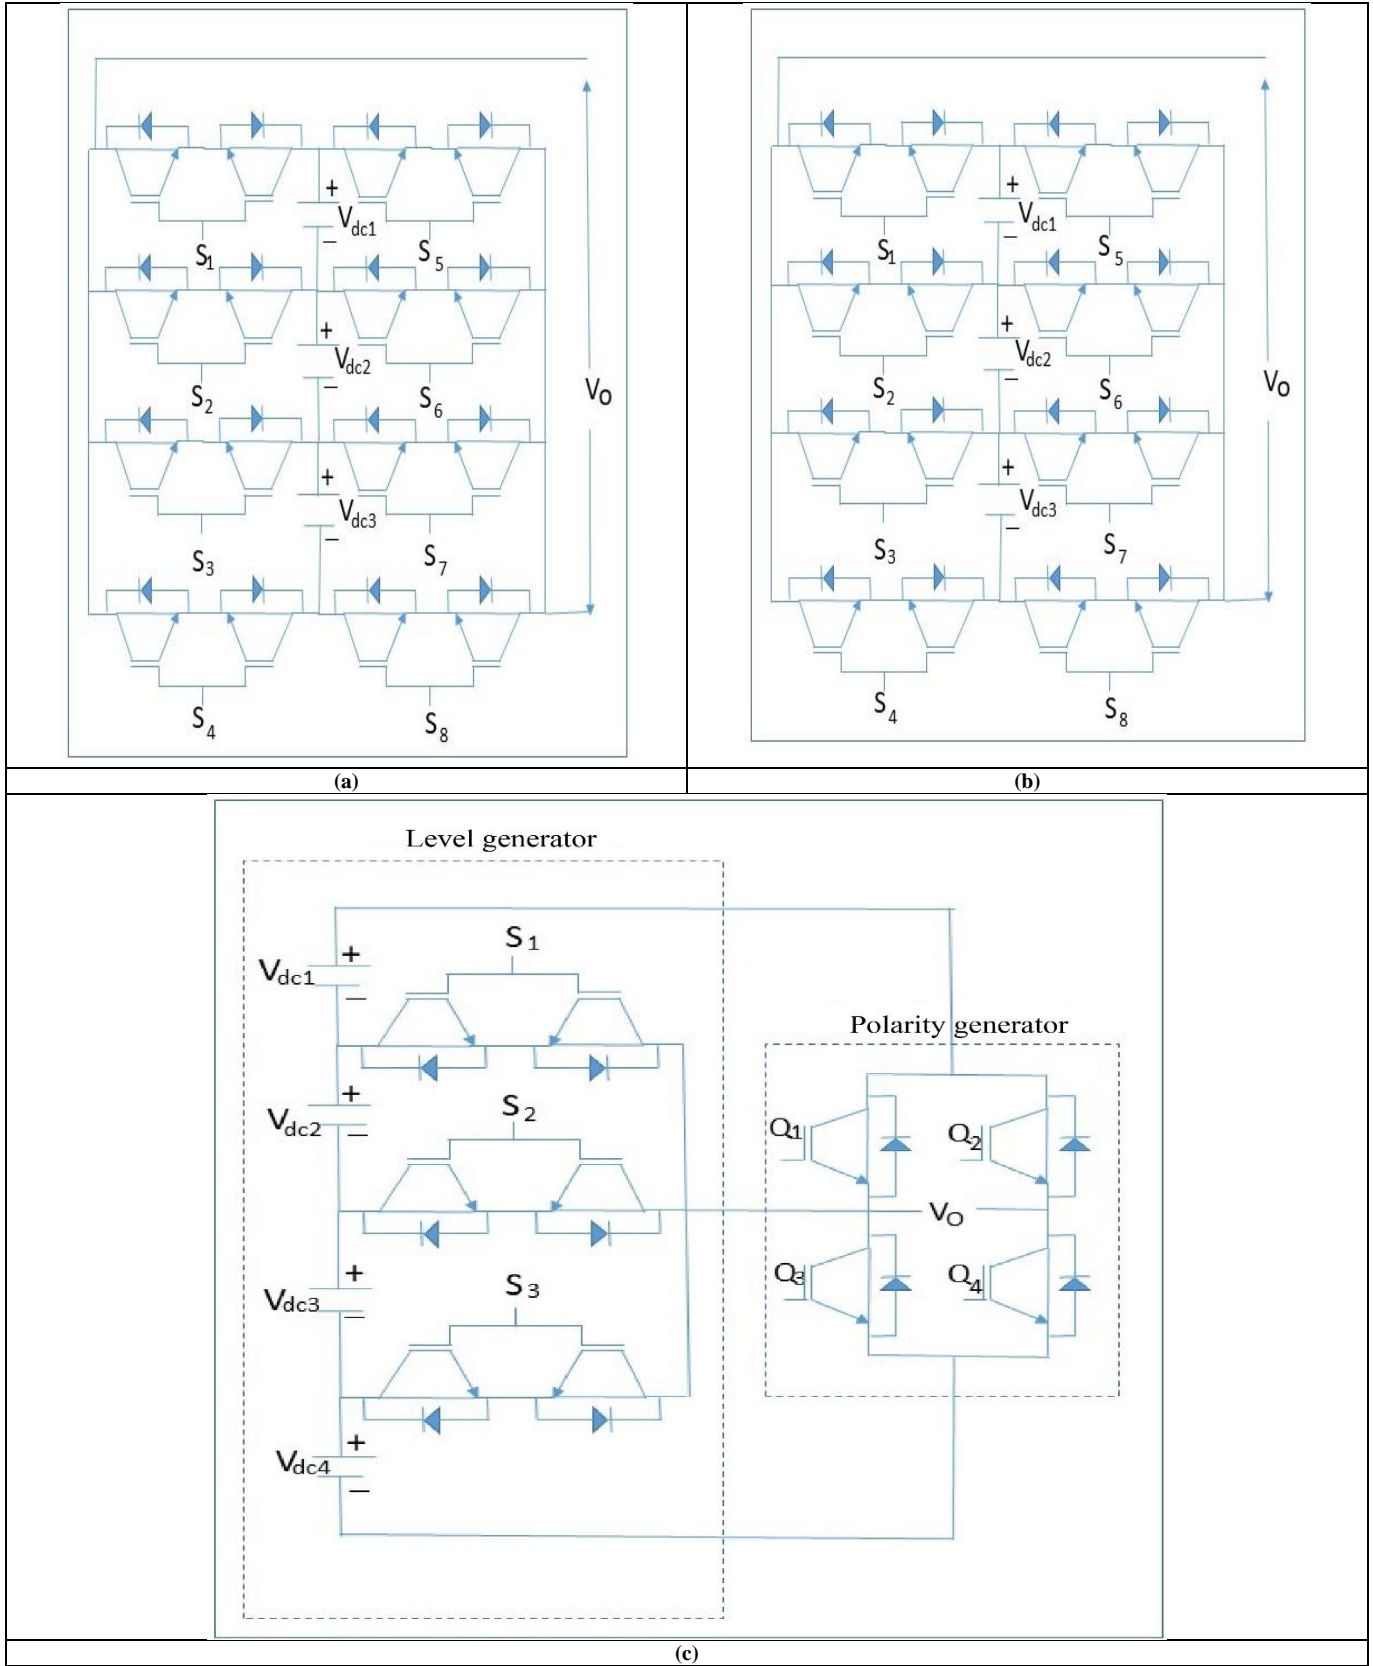 +
Vdc1
−
S1
S5
+
Vdc2
−
S2
S6
VO
+
Vdc3
−
S3
S7
S4
S8
(a)
+
Vdc1
−
S1
S5
+
Vdc2
−
S2
S6
VO
+
Vdc3
−
S3
S7
S4
S8
(b)
Level generator
S1
+
Vdc1
−
Polarity generator
+
Vdc2
−
S2
Q1
Q2
VO
+
Vdc3
−
S3
Q3
Q4
+
Vdc4
−
(c)